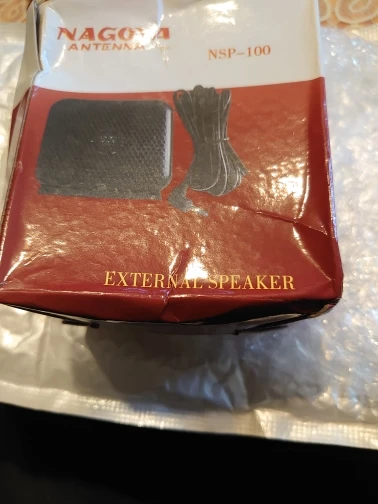 NAGOYA
ANTENNA
NSP-100
EXTERNAL SPEAKER